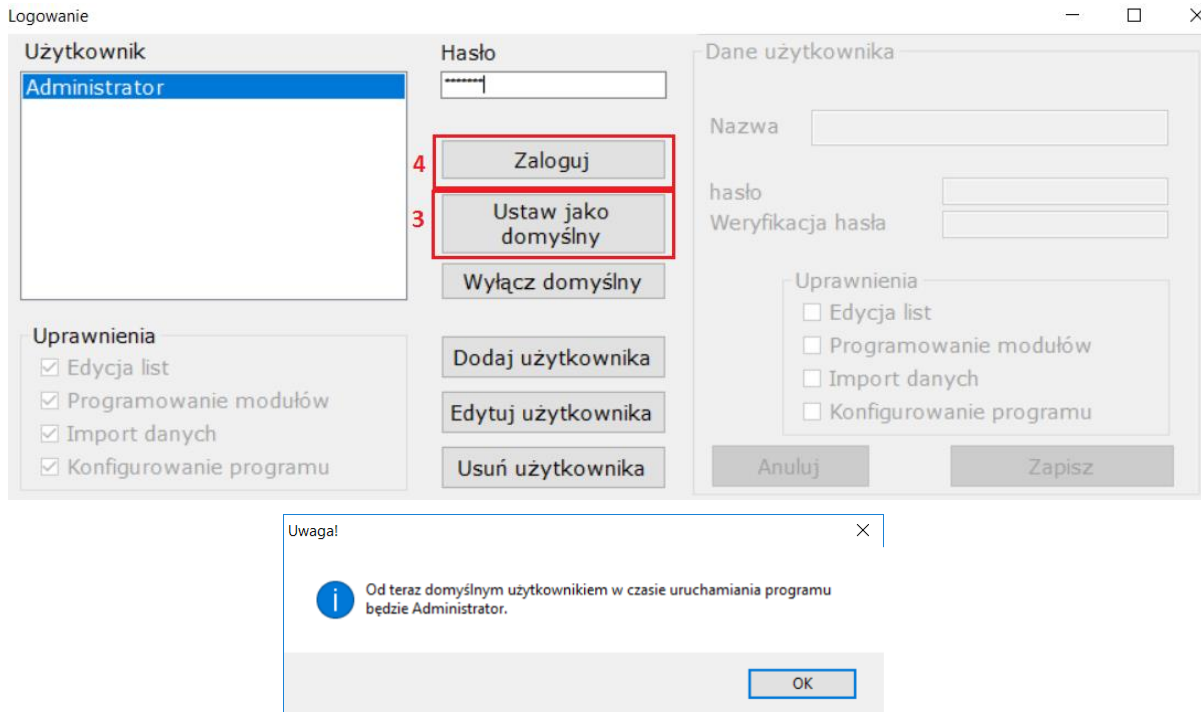 Logowanie
Użytkownik
Administrator
Uprawnienia
Edycja list
Programowanie modułów
Import danych
Konfigurowanie programu
Hasło
*******
4
Zaloguj
3
Ustaw jako
domyślny
Wyłącz domyślny
Dodaj użytkownika
Edytuj użytkownika
Usuń użytkownika
Dane użytkownika
Nazwa
hasło
Weryfikacja hasła
Uprawnienia
Edycja list
Programowanie modułów
Import danych
Konfigurowanie programu
Anuluj
Zapisz
Uwaga!
Od teraz domyślnym użytkownikiem w czasie uruchamiania programu
będzie Administrator.
OK